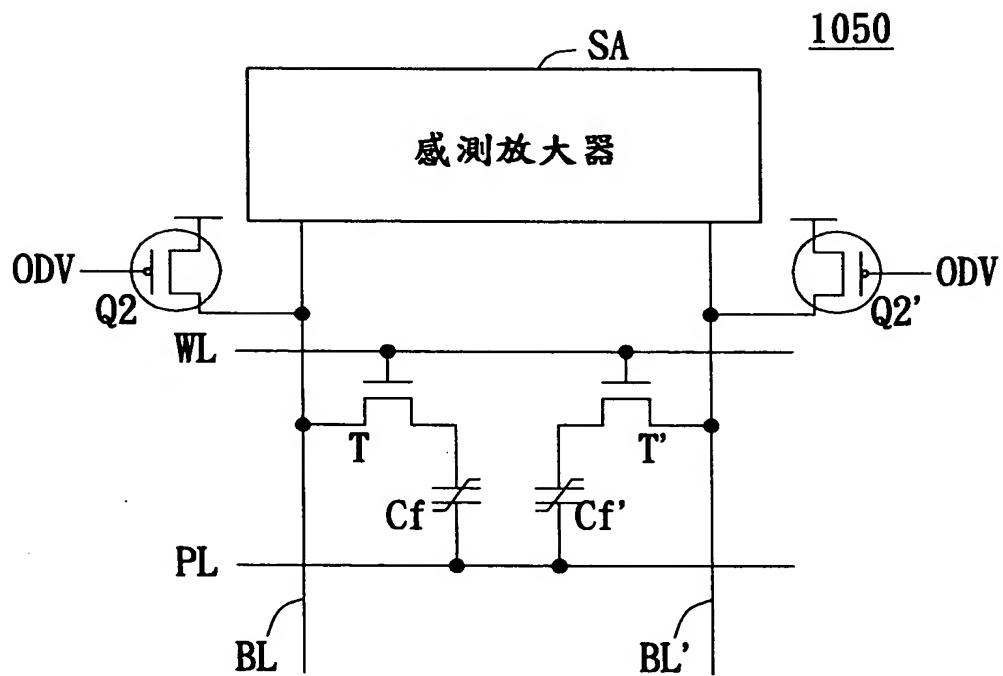 1050
SA
感測放大器
ODV
Q2
ODV
Q2'
WL
T
T'
Cf
Cf'
PL
BL
BL'